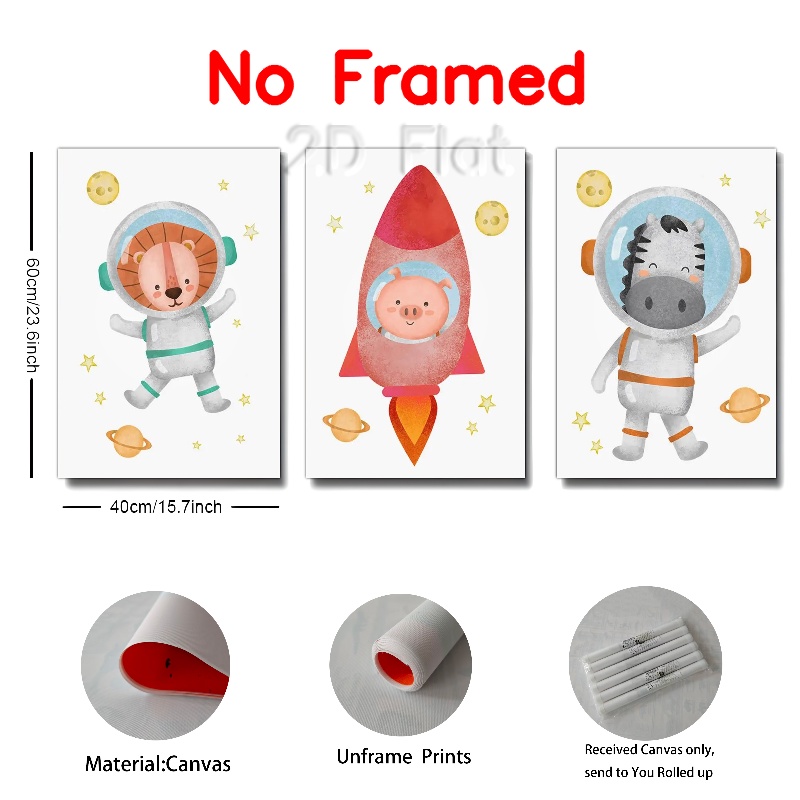 No Framed
2D Flat
60cm/23.6inch
40cm/15.7inch
Material:Canvas
Unframe Prints
Received Canvas only,
send to You Rolled up